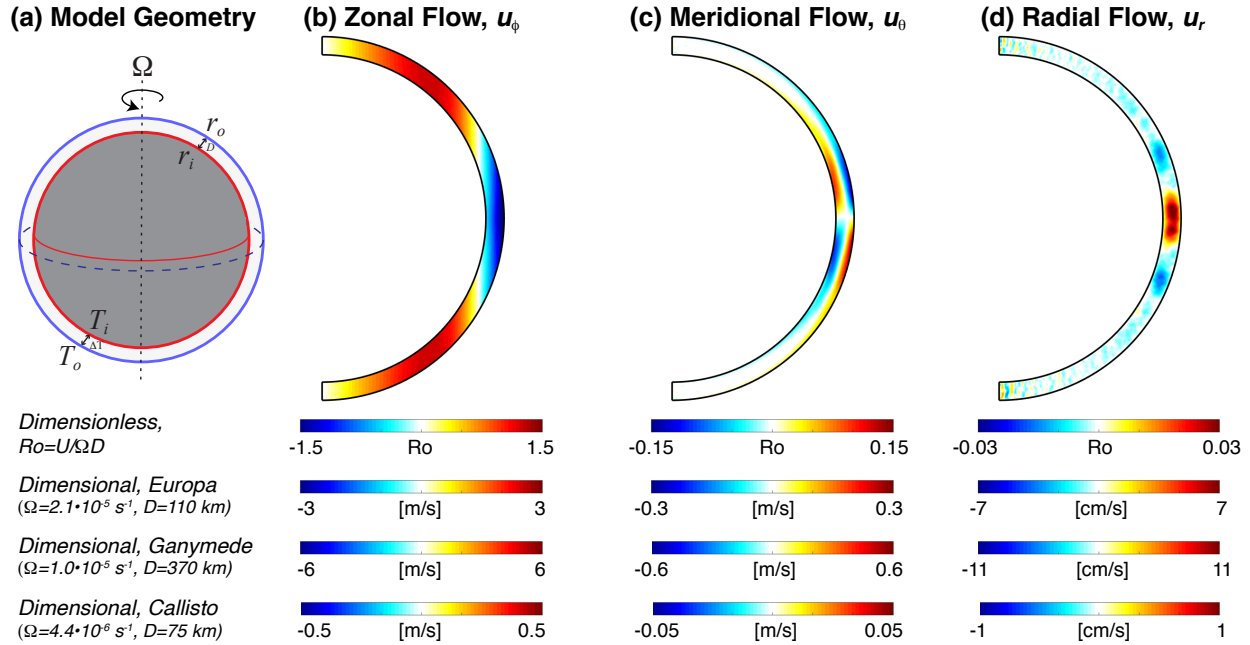 (a) Model Geometry
(b) Zonal Flow, uϕ
(c) Meridional Flow, uθ
(d) Radial Flow, ur
Ω
ro
D
ri
Ti
ΔT
To
Dimensionless,
Ro=U/ΩD
-1.5 Ro 1.5
-0.15 Ro 0.15
-0.03 Ro 0.03
Dimensional, Europa
(Ω=2.1•10⁻⁵ s⁻¹, D=110 km)
-3 [m/s] 3
-0.3 [m/s] 0.3
-7 [cm/s] 7
Dimensional, Ganymede
(Ω=1.0•10⁻⁵ s⁻¹, D=370 km)
-6 [m/s] 6
-0.6 [m/s] 0.6
-11 [cm/s] 11
Dimensional, Callisto
(Ω=4.4•10⁻⁶ s⁻¹, D=75 km)
-0.5 [m/s] 0.5
-0.05 [m/s] 0.05
-1 [cm/s] 1